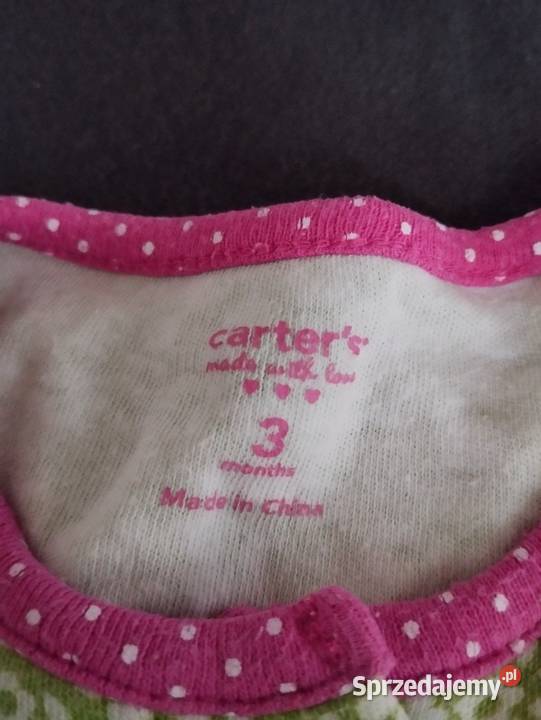 carter's
made with love
3
months
Made in China
Sprzedajemy.pl